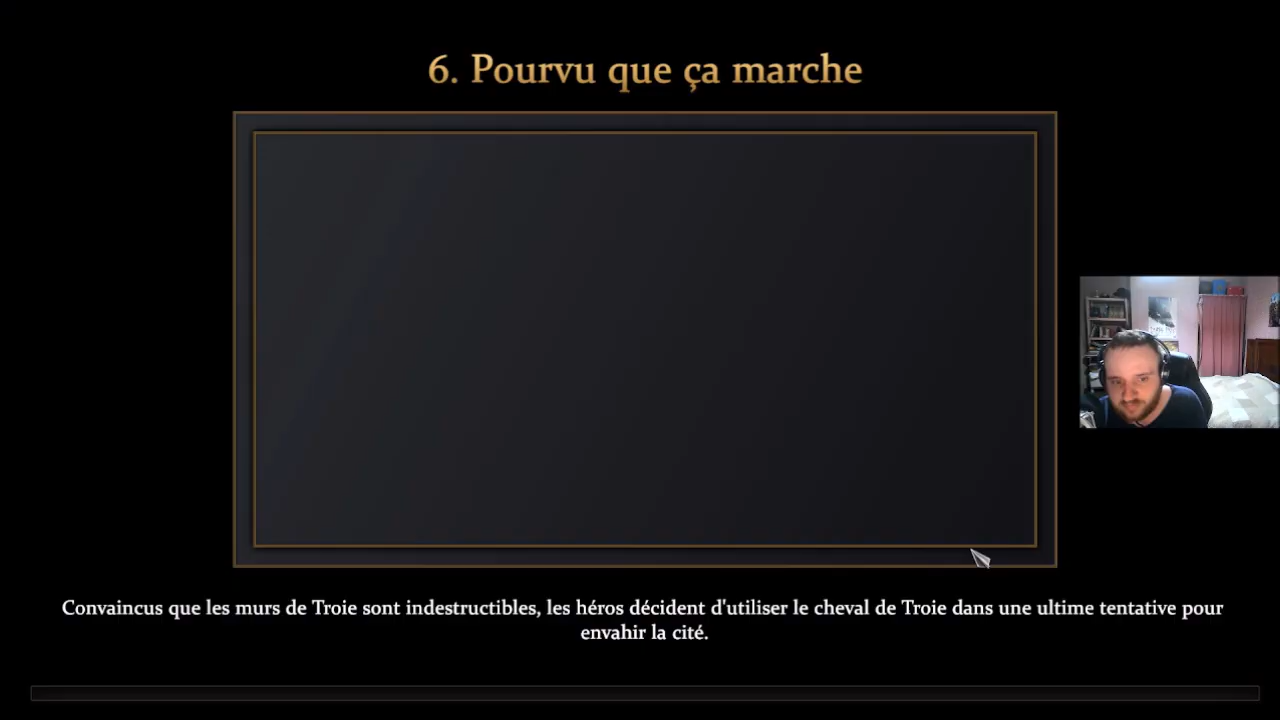 6. Pourvu que ça marche
Convaincus que les murs de Troie sont indestructibles, les héros décident d'utiliser le cheval de Troie dans une ultime tentative pour
envahir la cité.